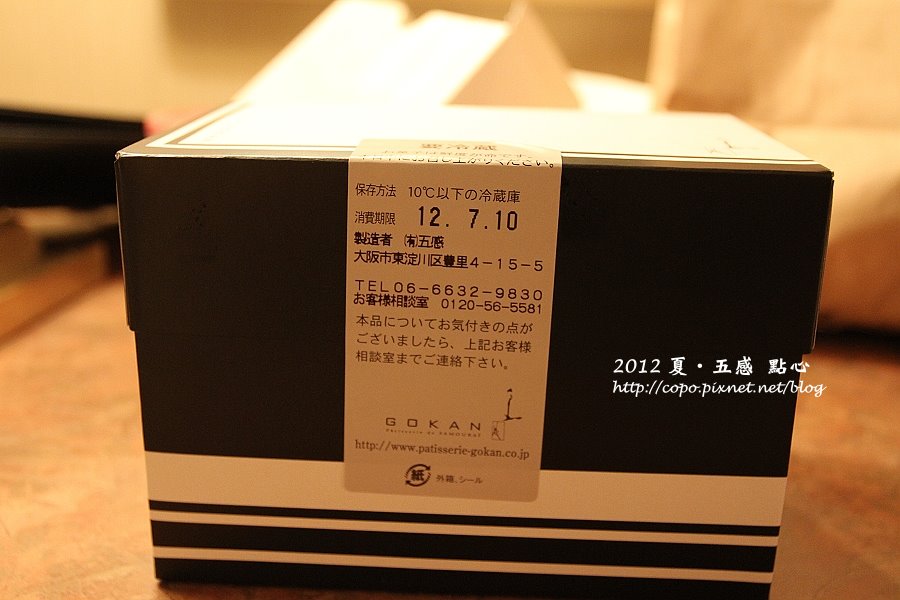 要冷蔵
保存方法 10℃以下の冷蔵庫
消費期限 12. 7.10
製造者 (有)五感
大阪市東淀川区豊里4-15-5
TEL06-6632-9830
お客様相談室 0120-56-5581
本品についてお気付きの点が
ございましたら、上記お客様
相談室までご連絡下さい。
GOKAN
http://www.patisserie-gokan.co.jp
紙 外箱、シール
2012 夏・五感 點心
http://copo.pixnet.net/blog